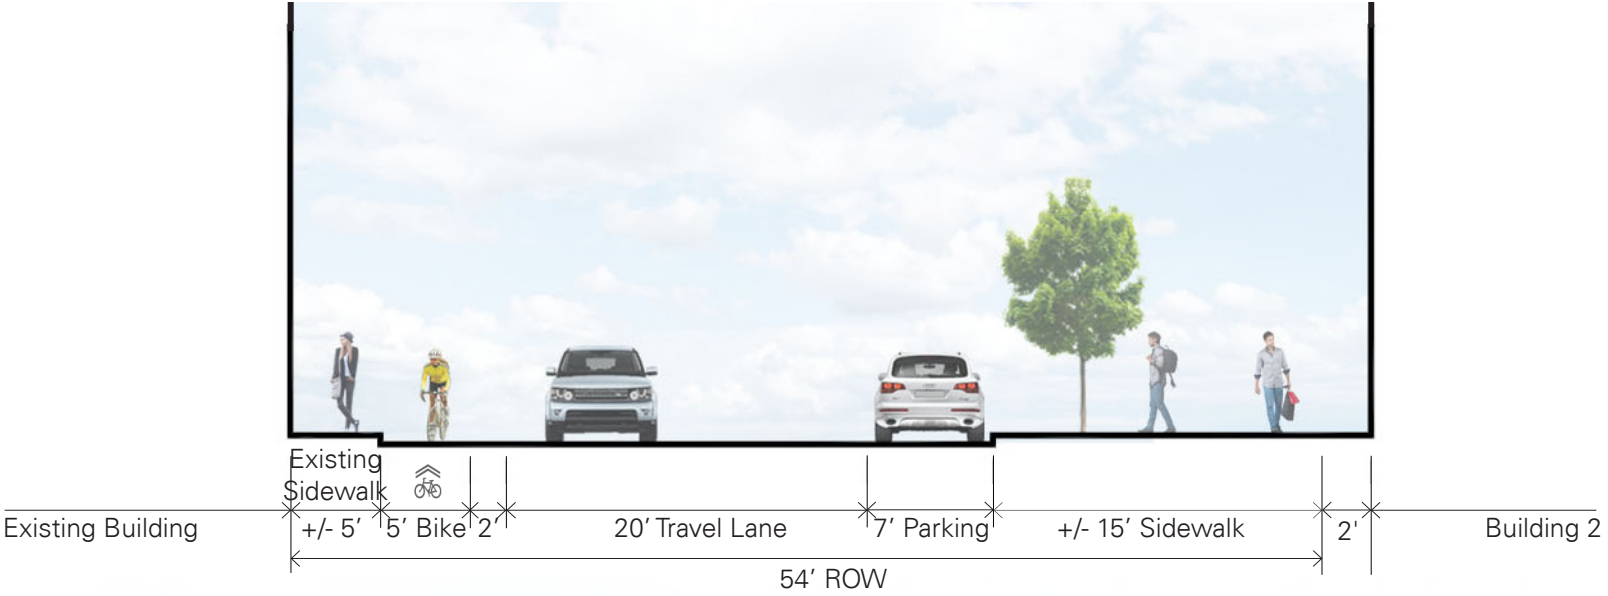 Existing
Sidewalk
Existing Building
+/- 5’
5’ Bike
2’
20’ Travel Lane
7’ Parking
+/- 15’ Sidewalk
2'
Building 2
54’ ROW